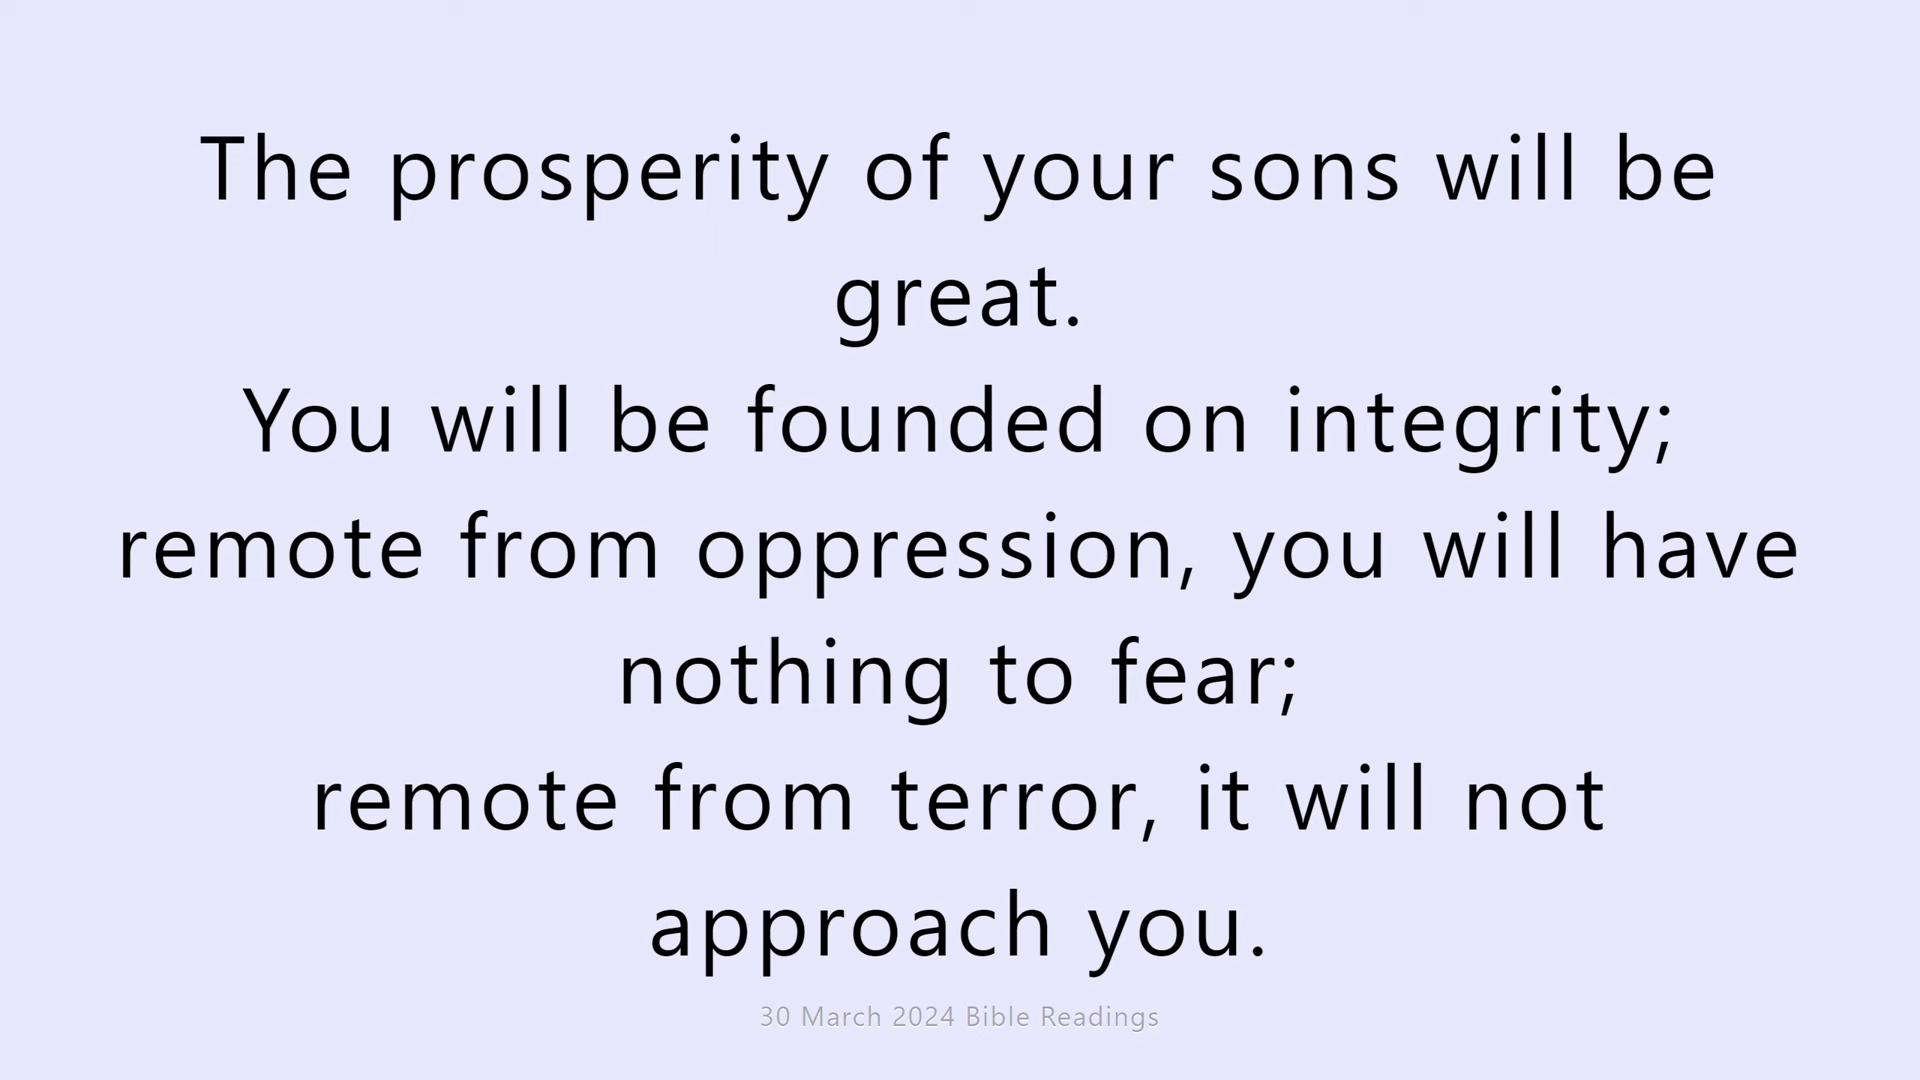 The prosperity of your sons will be
great.
You will be founded on integrity;
remote from oppression, you will have
nothing to fear;
remote from terror, it will not
approach you.
30 March 2024 Bible Readings